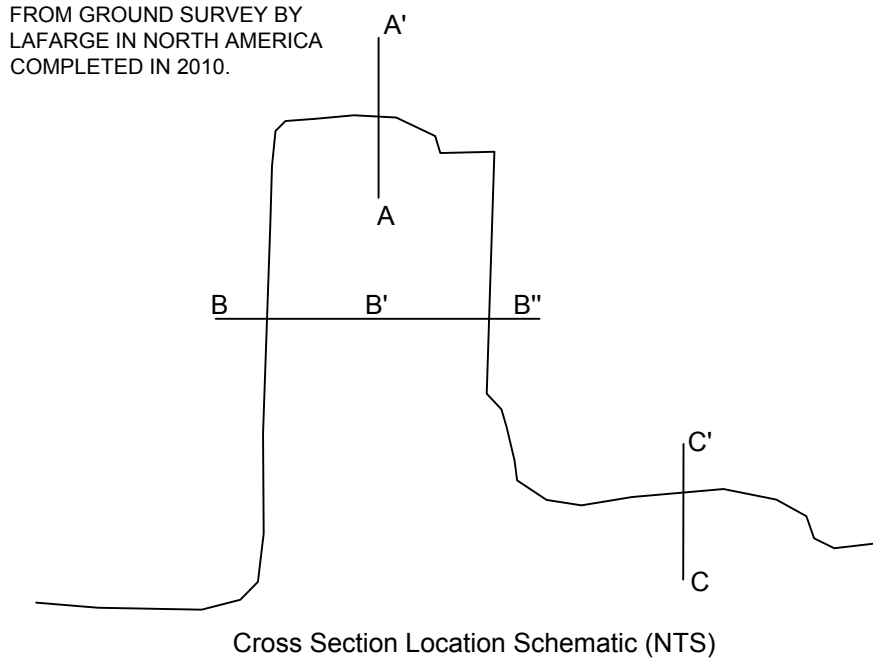 FROM GROUND SURVEY BY
LAFARGE IN NORTH AMERICA
COMPLETED IN 2010.
A'
A
B B' B"
C'
C
Cross Section Location Schematic (NTS)